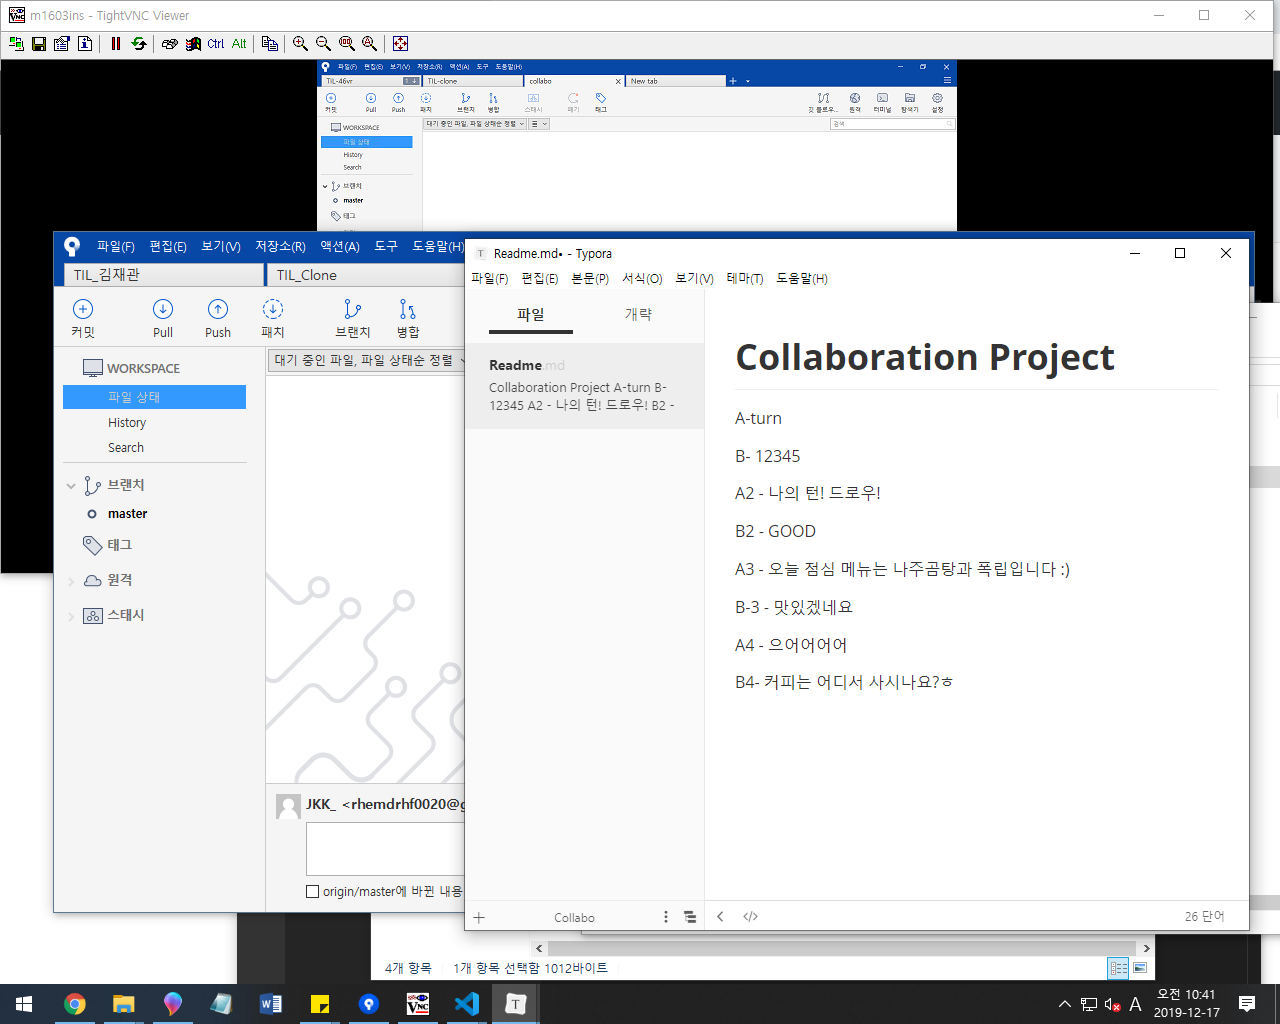 m1603ins - TightVNC Viewer
Ctrl Alt
파일(F) 편집(E) 보기(V) 저장소(R) 액션(A) 도구 도움말(H)
TIL-46vr
TIL-clone
collabo
New tab
커밋
Pull
Push
패치
브랜치
병합
스태시
폐기
태그
깃 플로우...
원격
터미널
탐색기
설정
WORKSPACE
대기 중인 파일, 파일 상태순 정렬
검색
파일 상태
History
Search
브랜치
master
태그
파일(F) 편집(E) 보기(V) 저장소(R) 액션(A) 도구 도움말(H)
TIL_김재관
TIL_Clone
커밋
Pull
Push
패치
브랜치
병합
WORKSPACE
대기 중인 파일, 파일 상태순 정렬
파일 상태
History
Search
브랜치
master
태그
원격
스태시
JKK_ <rhemdrhf0020@g
origin/master에 바뀐 내용
Readme.md• - Typora
파일(F) 편집(E) 본문(P) 서식(O) 보기(V) 테마(T) 도움말(H)
파일
개략
Readme.md
Collaboration Project A-turn B-
12345 A2 - 나의 턴! 드로우! B2 -
Collaboration Project
A-turn
B- 12345
A2 - 나의 턴! 드로우!
B2 - GOOD
A3 - 오늘 점심 메뉴는 나주곰탕과 폭립입니다 :)
B-3 - 맛있겠네요
A4 - 으어어어어
B4- 커피는 어디서 사시나요?ㅎ
Collabo
26 단어
4개 항목
1개 항목 선택함 1012바이트
A
오전 10:41
2019-12-17